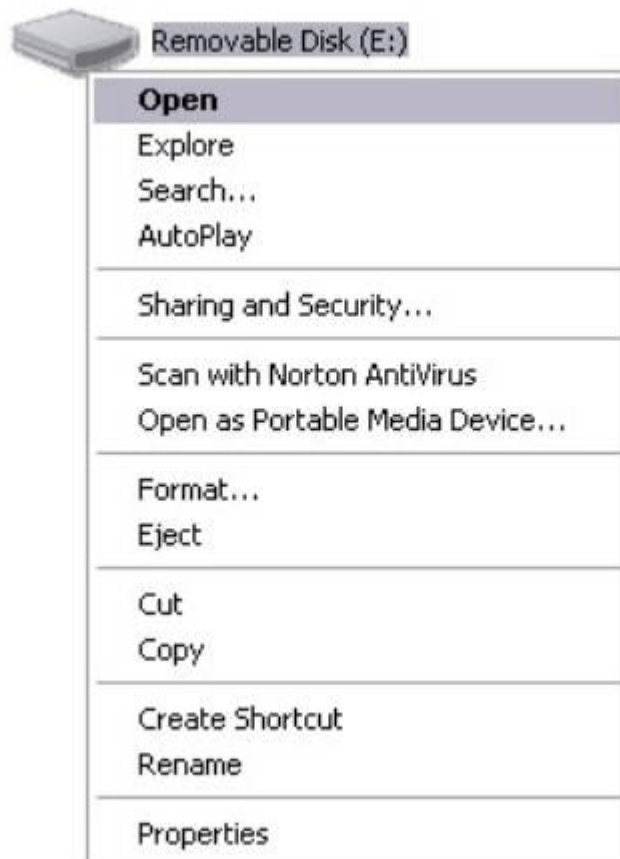 Removable Disk (E:)
Open
Explore
Search...
AutoPlay
Sharing and Security...
Scan with Norton AntiVirus
Open as Portable Media Device...
Format...
Eject
Cut
Copy
Create Shortcut
Rename
Properties